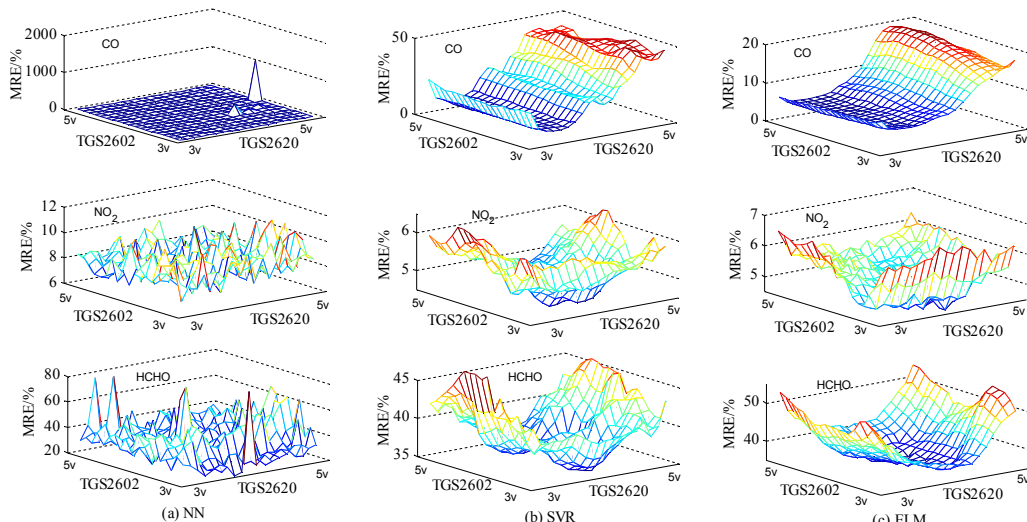 2000
1000
0
MRE/%
CO
5v
TGS2602
3v
3v
TGS2620
5v
50
0
MRE/%
CO
5v
TGS2602
3v
3v
TGS2620
5v
20
10
0
MRE/%
CO
5v
TGS2602
3v
3v
TGS2620
5v
12
10
8
6
MRE/%
NO2
5v
TGS2602
3v
3v
TGS2620
5v
6
5
MRE/%
NO2
5v
TGS2602
3v
3v
TGS2620
5v
7
6
5
MRE/%
NO2
5v
TGS2602
3v
3v
TGS2620
5v
80
60
40
20
MRE/%
HCHO
5v
TGS2602
3v
3v
TGS2620
5v
(a) NN
45
40
35
MRE/%
HCHO
5v
TGS2602
3v
3v
TGS2620
5v
(b) SVR
50
40
MRE/%
HCHO
5v
TGS2602
3v
3v
TGS2620
5v
(c) ELM